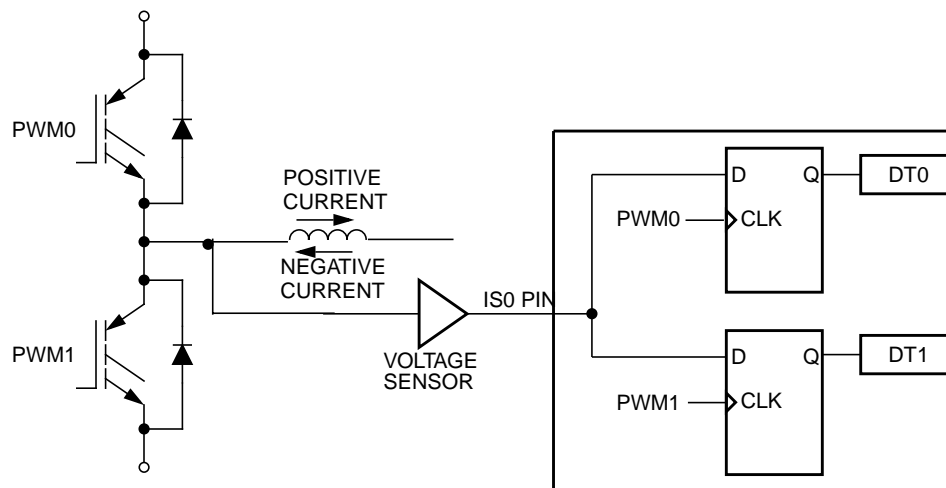 PWM0
POSITIVE
CURRENT
NEGATIVE
CURRENT
PWM1
VOLTAGE
SENSOR
IS0 PIN
D
Q
DT0
PWM0
CLK
D
Q
DT1
PWM1
CLK